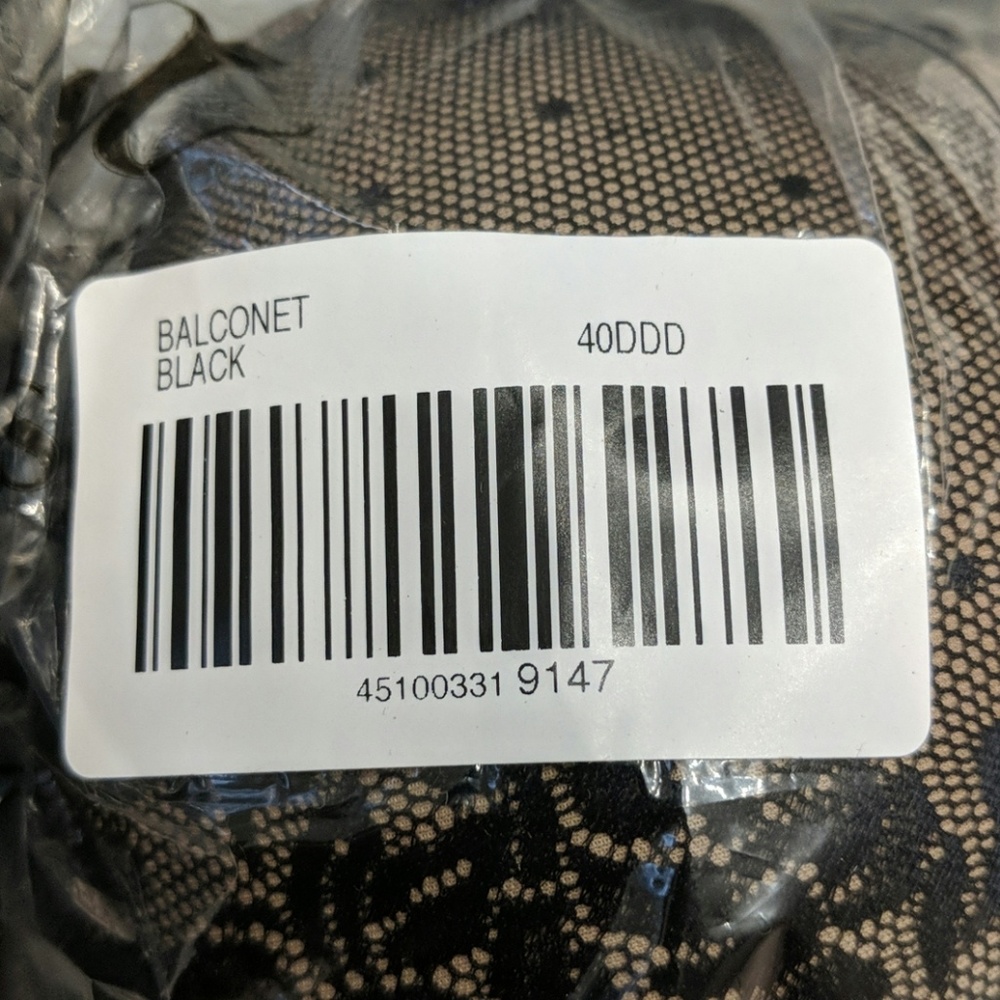 BALCONET
BLACK
40DDD
45100331 9147